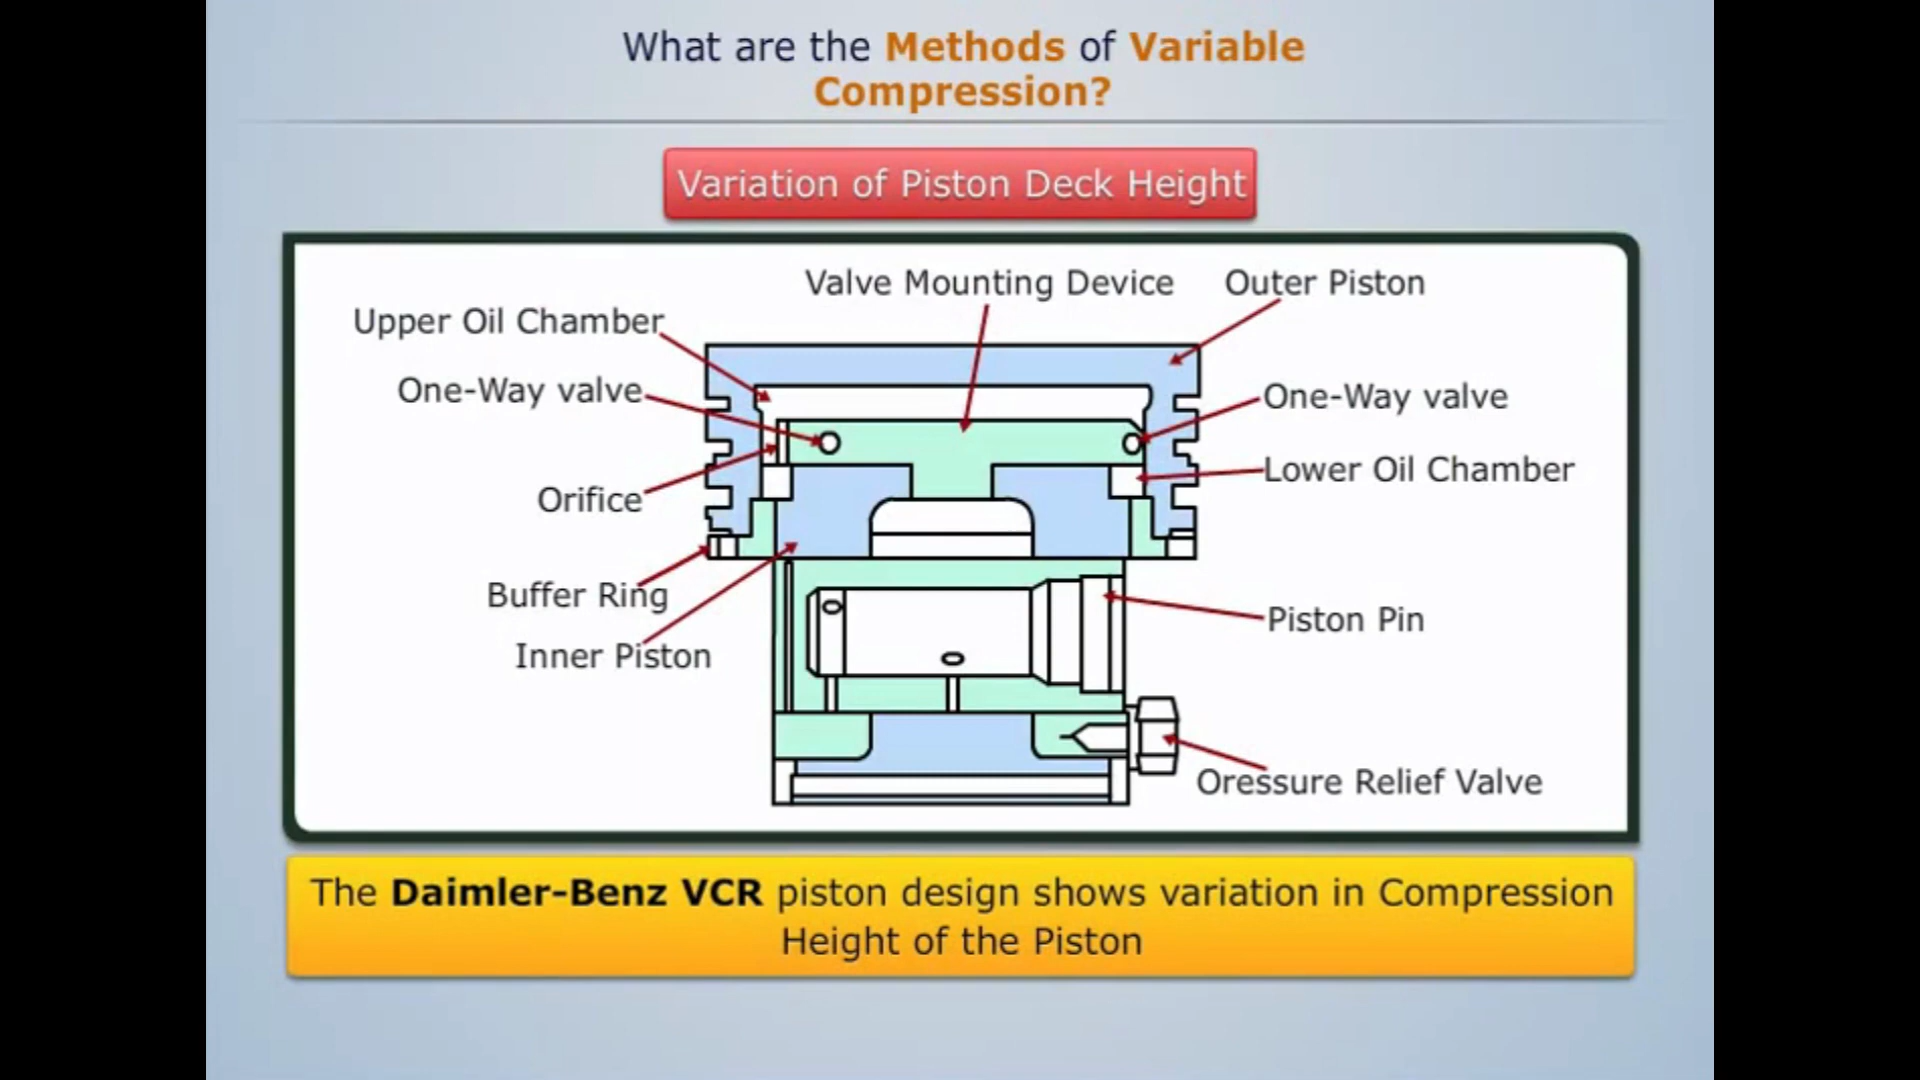 What are the Methods of Variable
Compression?
Variation of Piston Deck Height
Valve Mounting Device
Outer Piston
Upper Oil Chamber
One-Way valve
One-Way valve
Lower Oil Chamber
Orifice
Buffer Ring
Piston Pin
Inner Piston
Oressure Relief Valve
The Daimler-Benz VCR piston design shows variation in Compression
Height of the Piston